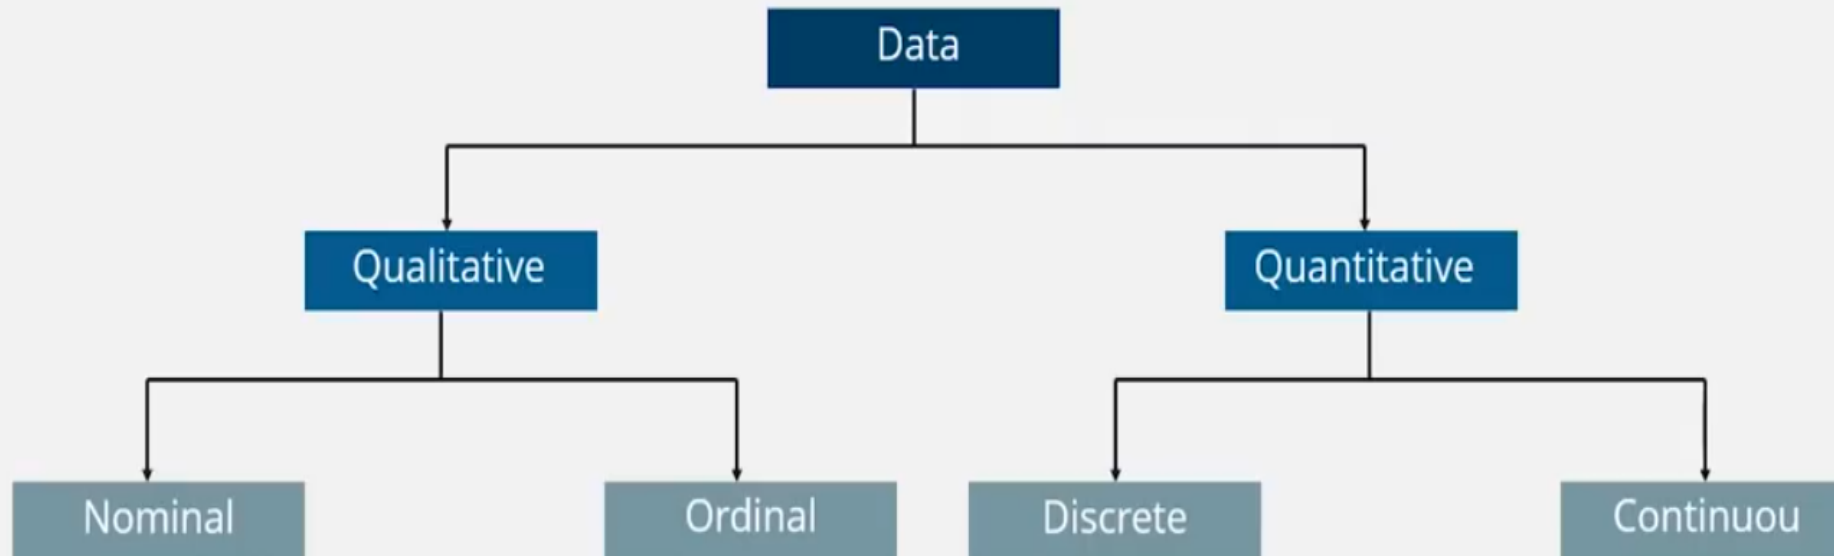 Data
Qualitative
Quantitative
Nominal
Ordinal
Discrete
Continuou